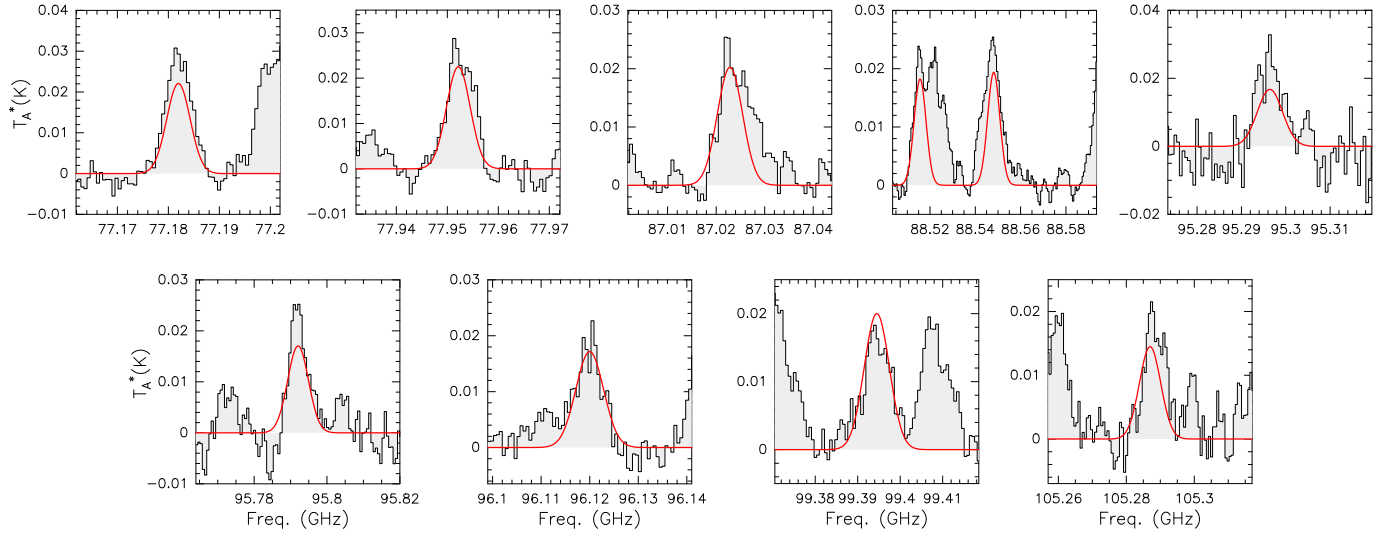 0.04 0.03 0.02 0.01 0 −0.01
T_A^*(K)
77.17 77.18 77.19 77.2
0.03 0.02 0.01 0 −0.01
77.94 77.95 77.96 77.97
0.03 0.02 0.01 0
87.01 87.02 87.03 87.04
0.03 0.02 0.01 0
88.52 88.54 88.56 88.58
0.04 0.02 0 −0.02
95.28 95.29 95.3 95.31
0.03 0.02 0.01 0 −0.01
T_A^*(K)
95.78 95.8 95.82
Freq. (GHz)
0.03 0.02 0.01 0
96.1 96.11 96.12 96.13 96.14
Freq. (GHz)
0.02 0.01 0
99.38 99.39 99.4 99.41
Freq. (GHz)
0.02 0.01 0
105.26 105.28 105.3
Freq. (GHz)